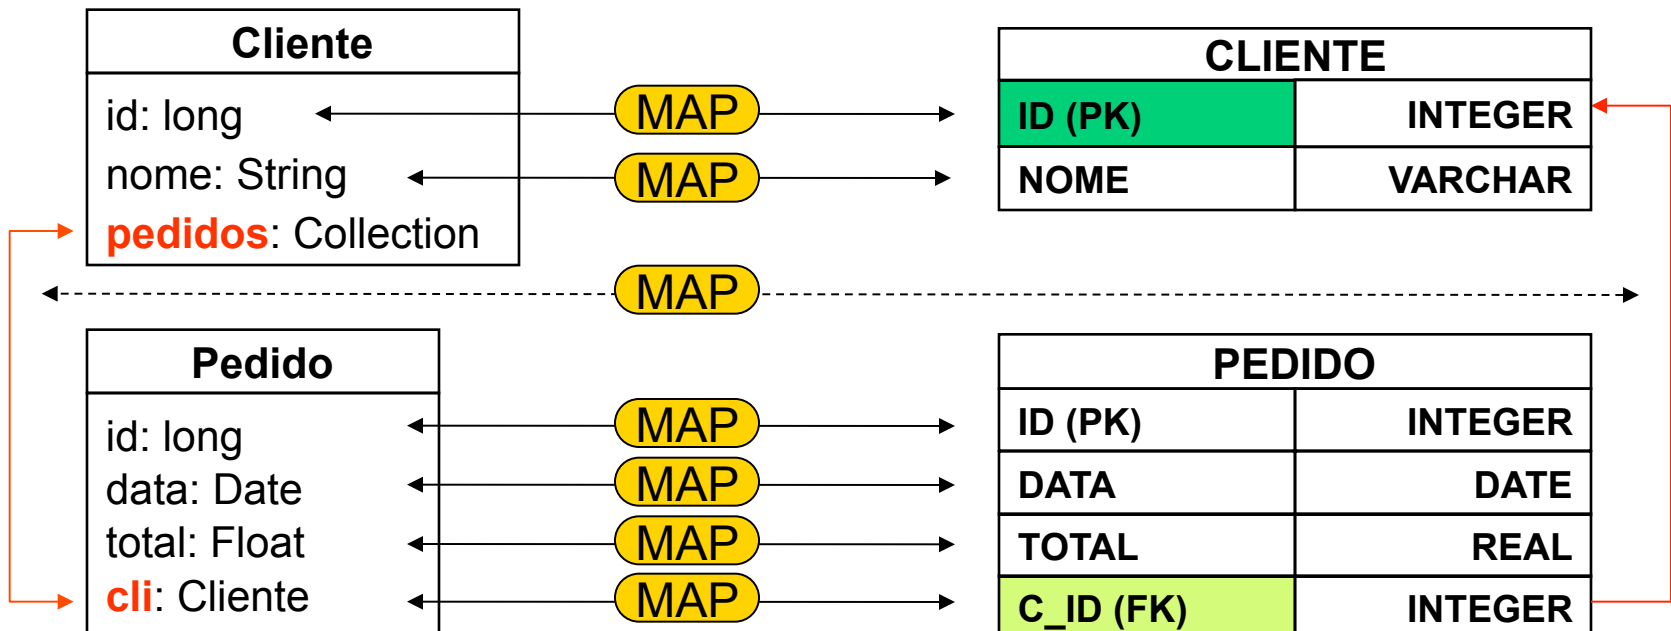 Cliente
id: long
nome: String
pedidos: Collection
MAP
MAP
CLIENTE
ID (PK) INTEGER
NOME VARCHAR
MAP
Pedido
id: long
data: Date
total: Float
cli: Cliente
MAP
MAP
MAP
MAP
PEDIDO
ID (PK) INTEGER
DATA DATE
TOTAL REAL
C_ID (FK) INTEGER